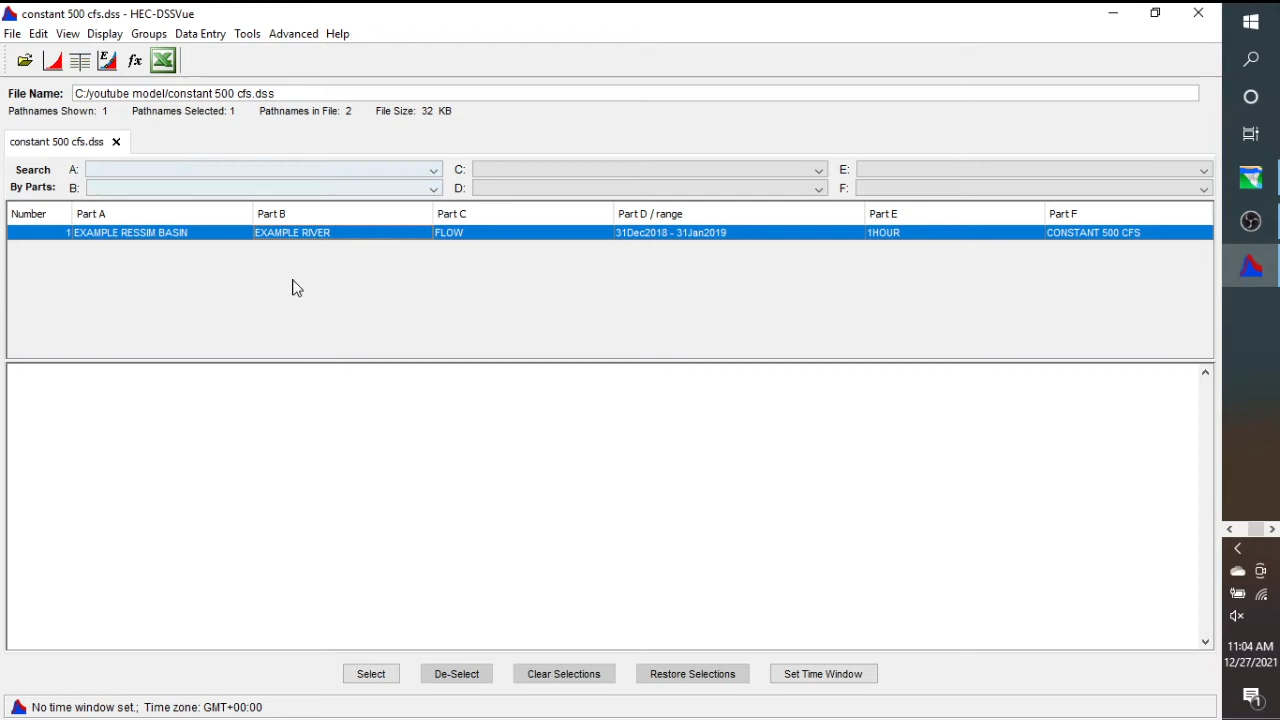 constant 500 cfs.dss - HEC-DSSVue
File Edit View Display Groups Data Entry Tools Advanced Help
File Name: C:/youtube model/constant 500 cfs.dss
Pathnames Shown: 1 Pathnames Selected: 1 Pathnames in File: 2 File Size: 32 KB
constant 500 cfs.dss
Search A: C: E:
By Parts: B: D: F:
Number Part A Part B Part C Part D / range Part E Part F
1 EXAMPLE RESSIM BASIN EXAMPLE RIVER FLOW 31Dec2018 - 31Jan2019 1HOUR CONSTANT 500 CFS
Select De-Select Clear Selections Restore Selections Set Time Window
No time window set.; Time zone: GMT+00:00
11:04 AM
12/27/2021
1